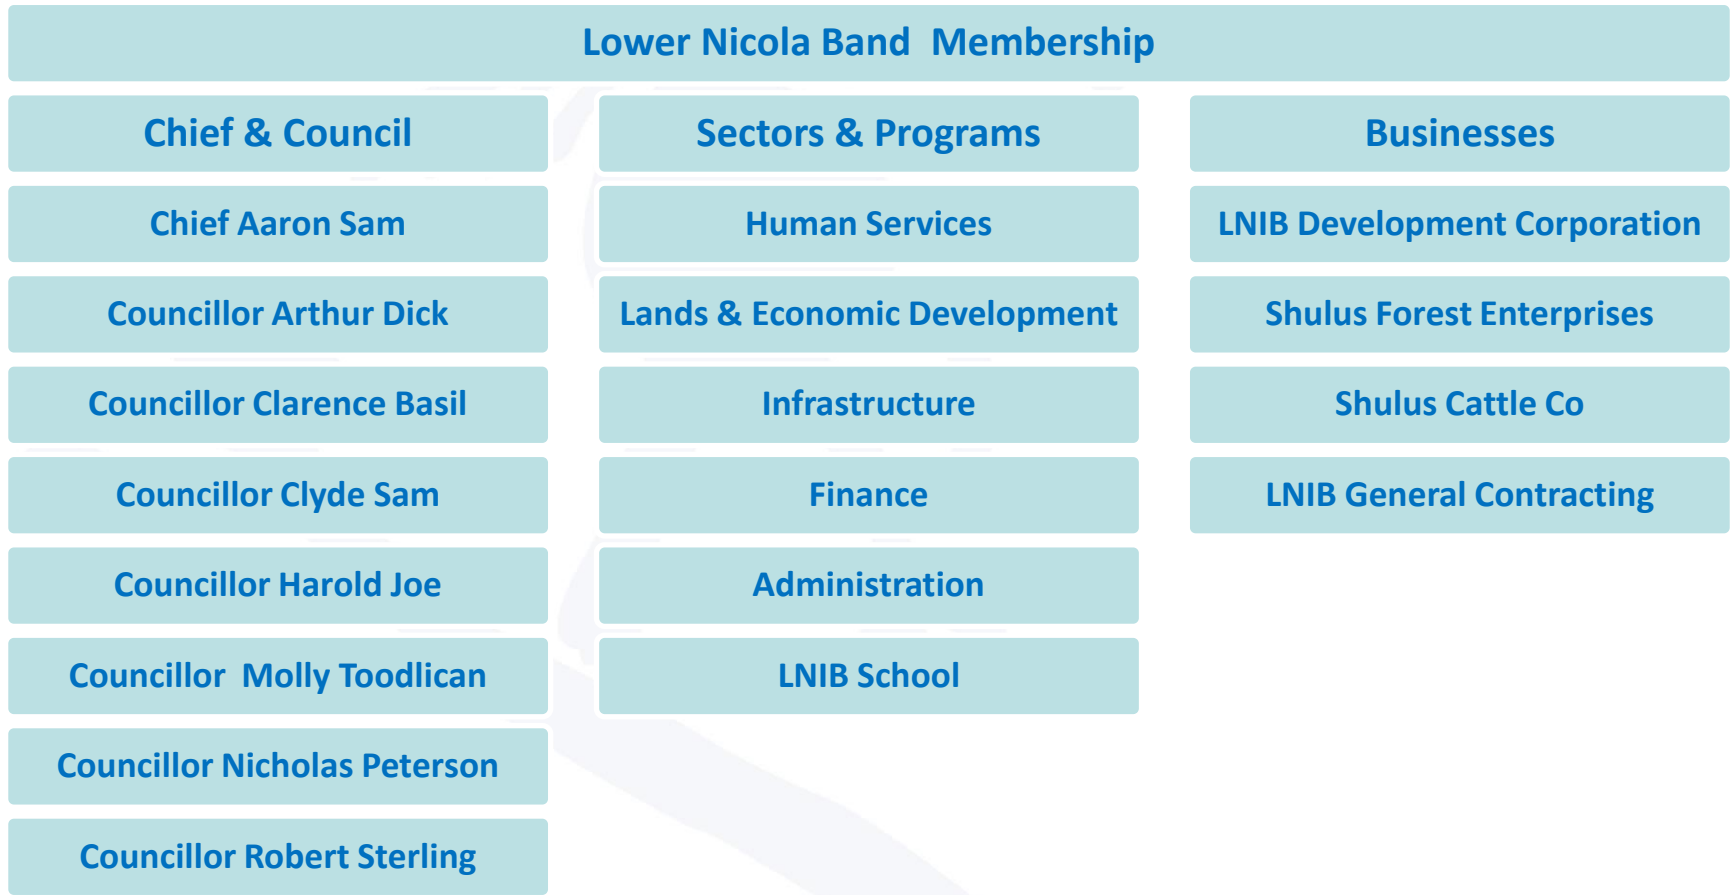 Lower Nicola Band  Membership
Chief & Council
Chief Aaron Sam
Councillor Arthur Dick
Councillor Clarence Basil
Councillor Clyde Sam
Councillor Harold Joe
Councillor  Molly Toodlican
Councillor Nicholas Peterson
Councillor Robert Sterling
Sectors & Programs
Human Services
Lands & Economic Development
Infrastructure
Finance
Administration
LNIB School
Businesses
LNIB Development Corporation
Shulus Forest Enterprises
Shulus Cattle Co
LNIB General Contracting